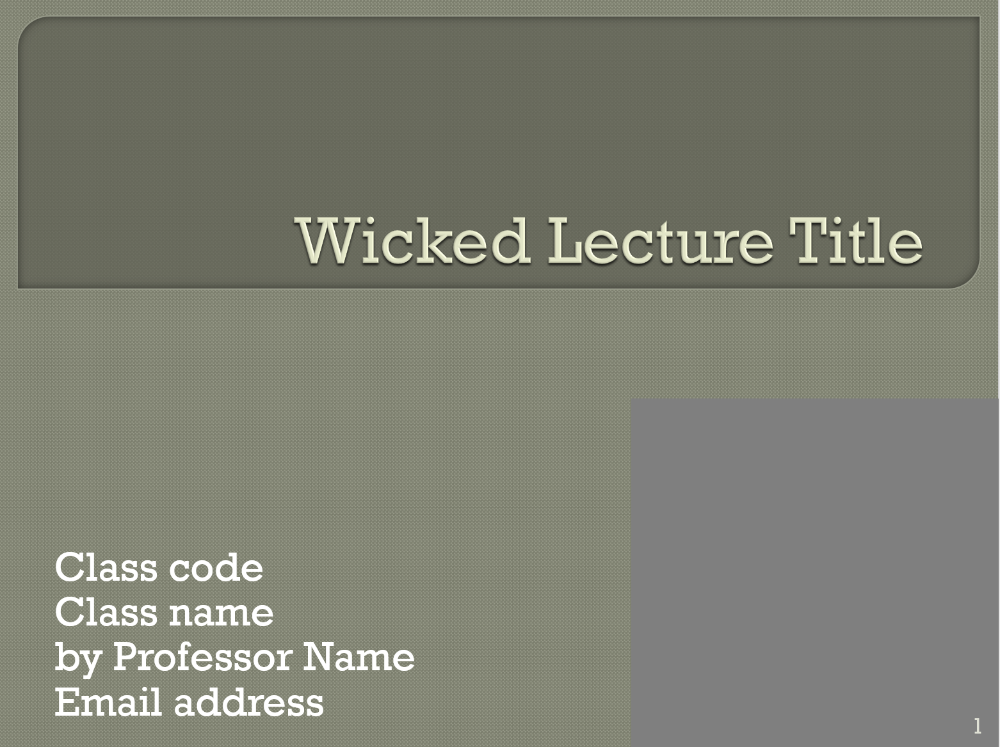 Wicked Lecture Title
Class code
Class name
by Professor Name
Email address
1